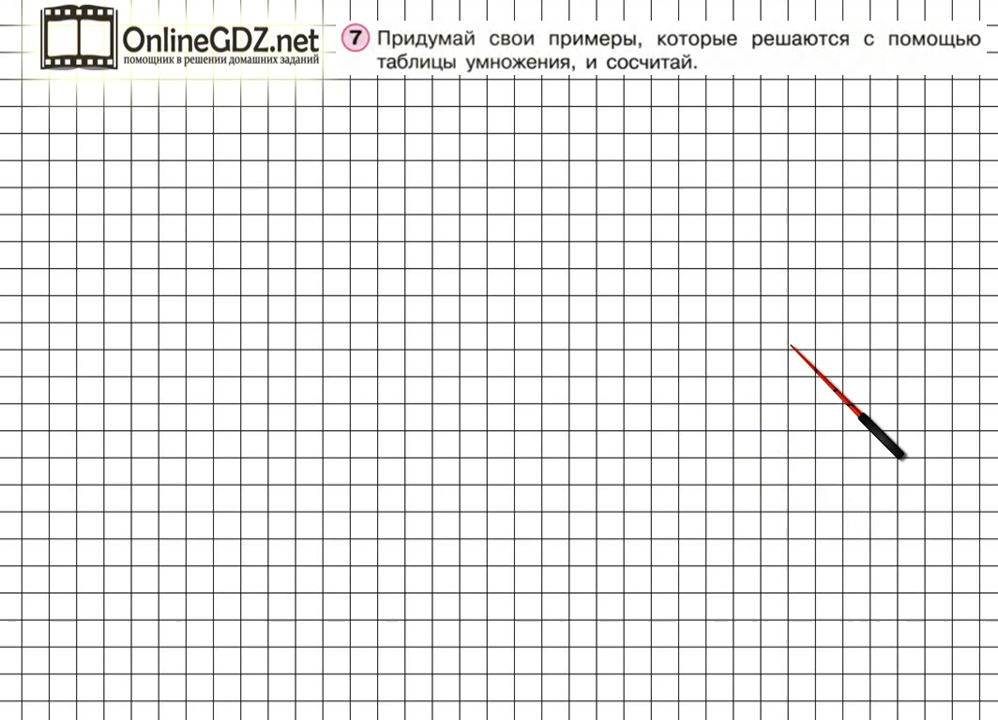 OnlineGDZ.net
помощник в решении домашних заданий
7 Придумай свои примеры, которые решаются с помощью
таблицы умножения, и сосчитай.